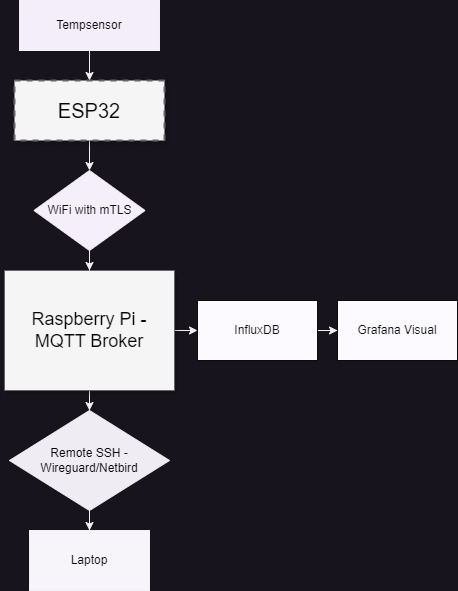 Tempsensor
ESP32
WiFi with mTLS
Raspberry Pi -
MQTT Broker
InfluxDB
Grafana Visual
Remote SSH -
Wireguard/Netbird
Laptop